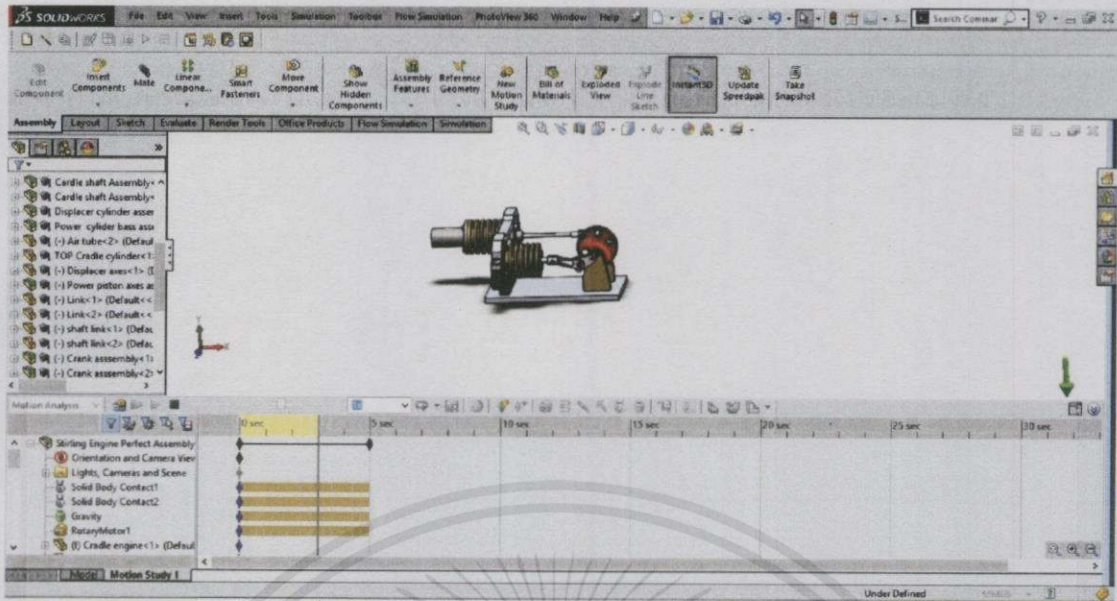 SOLIDWORKS File Edit View Insert Tools Simulation Toolbox Flow Simulation PhotoView 360 Window Help
Edit Component
Insert Components
Mate
Linear Compone...
Smart Fasteners
Move Component
Show Hidden Components
Assembly Features
Reference Geometry
New Motion Study
Bill of Materials
Exploded View
Explode Line Sketch
Instant3D
Update Speedpak
Take Snapshot
Assembly Layout Sketch Evaluate Render Tools Office Products Flow Simulation Simulation
Cardle shaft Assembly<
Cardle shaft Assembly<
Displacer cylinder asser
Power cylider bass asse
(-) Air tube<2> (Defaul
TOP Cradle cylinder<1>
(-) Displacer axes<1> (D
(-) Power piston axes as
(-) Link<1> (Default<<
(-) Link<2> (Default<<
(-) shaft link<1> (Defau
(-) shaft link<2> (Defau
(-) Crank asssembly<1>
(-) Crank asssembly<2>
Motion Analysis
0 sec 5 sec 10 sec 15 sec 20 sec 25 sec 30 sec
Stirling Engine Perfect Assembly
Orientation and Camera View
Lights, Cameras and Scene
Solid Body Contact1
Solid Body Contact2
Gravity
RotaryMotor1
(f) Cradle engine<1> (Defaul
Model Motion Study 1
Under Defined